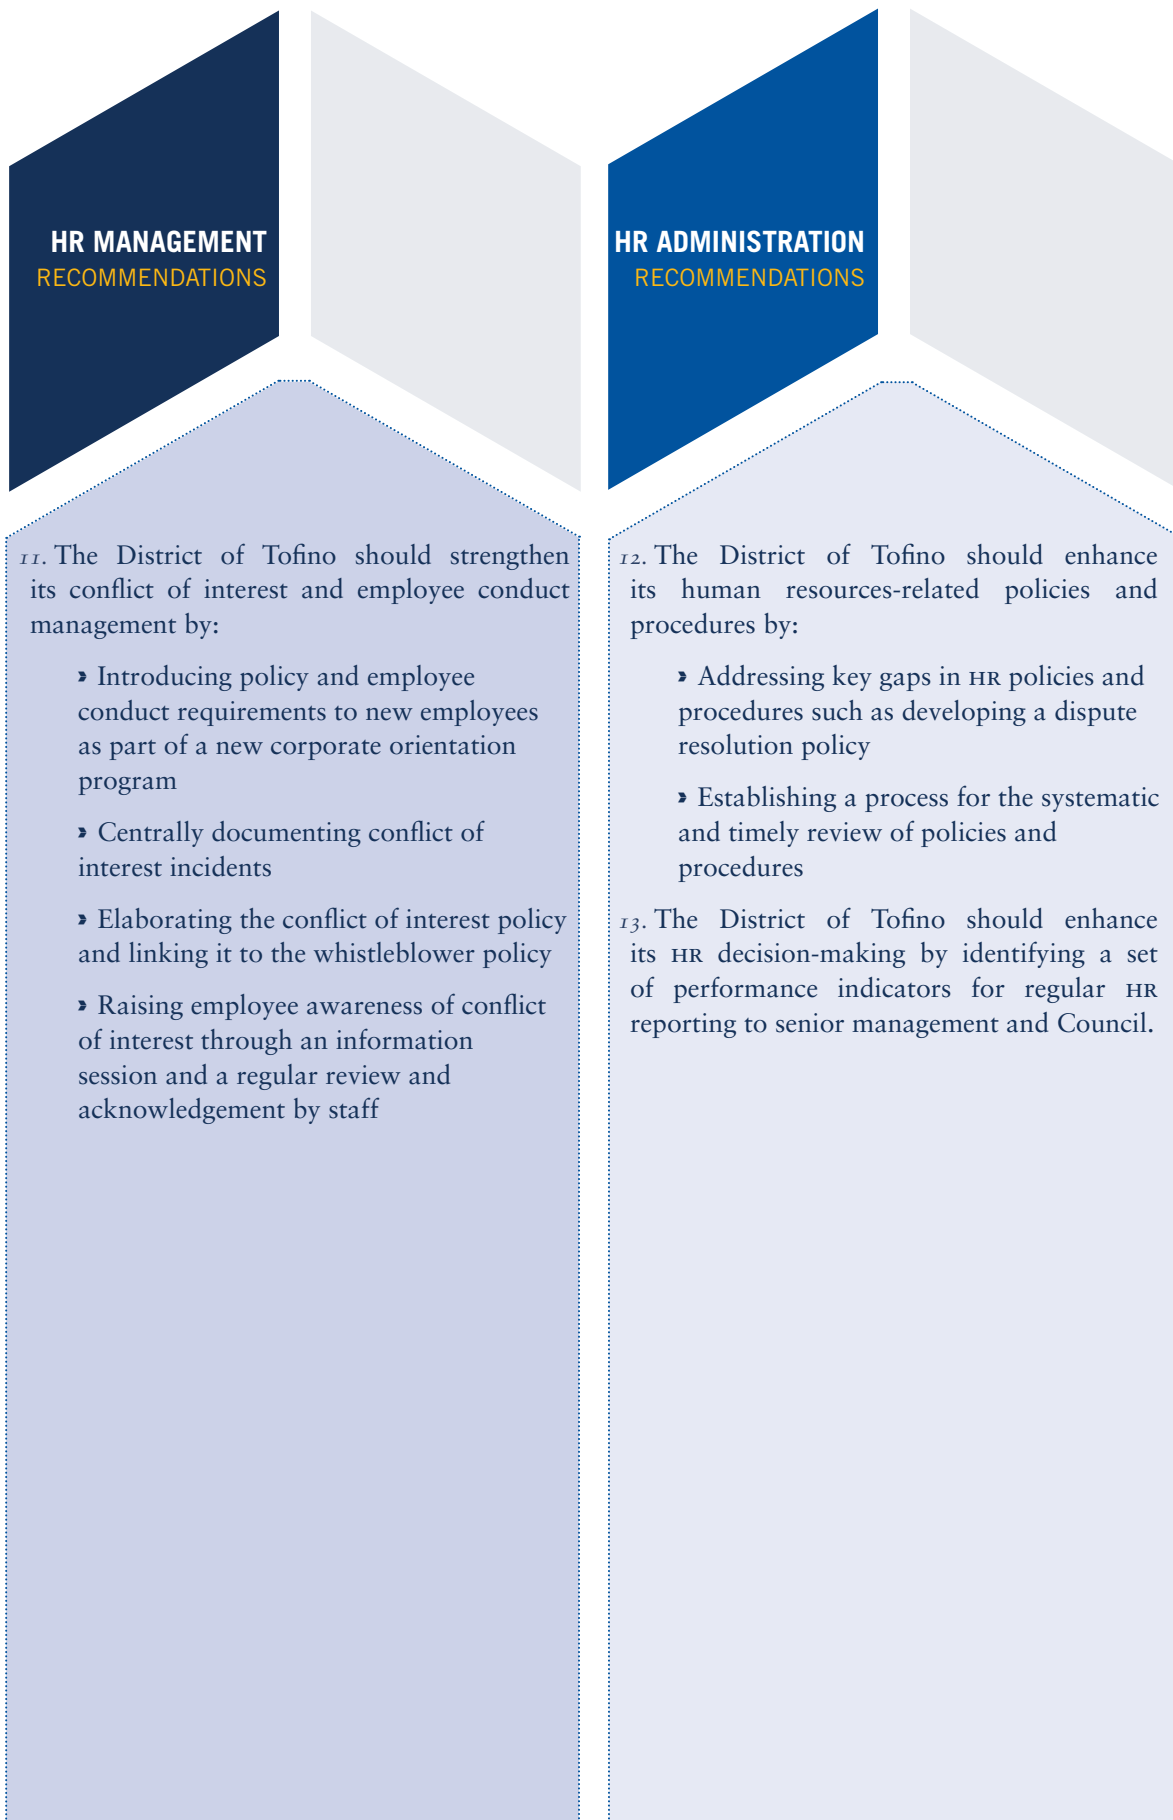 HR MANAGEMENT
RECOMMENDATIONS
11. The District of Tofino should strengthen
its conflict of interest and employee conduct
management by:
➤ Introducing policy and employee
conduct requirements to new employees
as part of a new corporate orientation
program
➤ Centrally documenting conflict of
interest incidents
➤ Elaborating the conflict of interest policy
and linking it to the whistleblower policy
➤ Raising employee awareness of conflict
of interest through an information
session and a regular review and
acknowledgement by staff
HR ADMINISTRATION
RECOMMENDATIONS
12. The District of Tofino should enhance
its human resources-related policies and
procedures by:
➤ Addressing key gaps in HR policies and
procedures such as developing a dispute
resolution policy
➤ Establishing a process for the systematic
and timely review of policies and
procedures
13. The District of Tofino should enhance
its HR decision-making by identifying a set
of performance indicators for regular HR
reporting to senior management and Council.